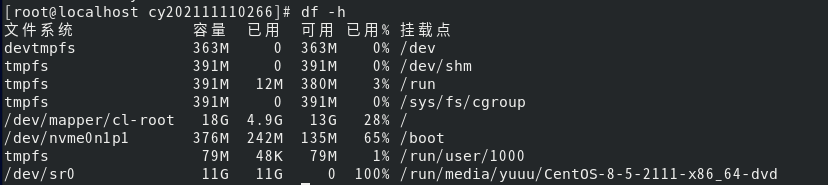 [root@localhost cy202111110266]# df -h
文件系统 容量 已用 可用 已用% 挂载点
devtmpfs 363M 0 363M 0% /dev
tmpfs 391M 0 391M 0% /dev/shm
tmpfs 391M 12M 380M 3% /run
tmpfs 391M 0 391M 0% /sys/fs/cgroup
/dev/mapper/cl-root 18G 4.9G 13G 28% /
/dev/nvme0n1p1 376M 242M 135M 65% /boot
tmpfs 79M 48K 79M 1% /run/user/1000
/dev/sr0 11G 11G 0 100% /run/media/yuuu/CentOS-8-5-2111-x86_64-dvd